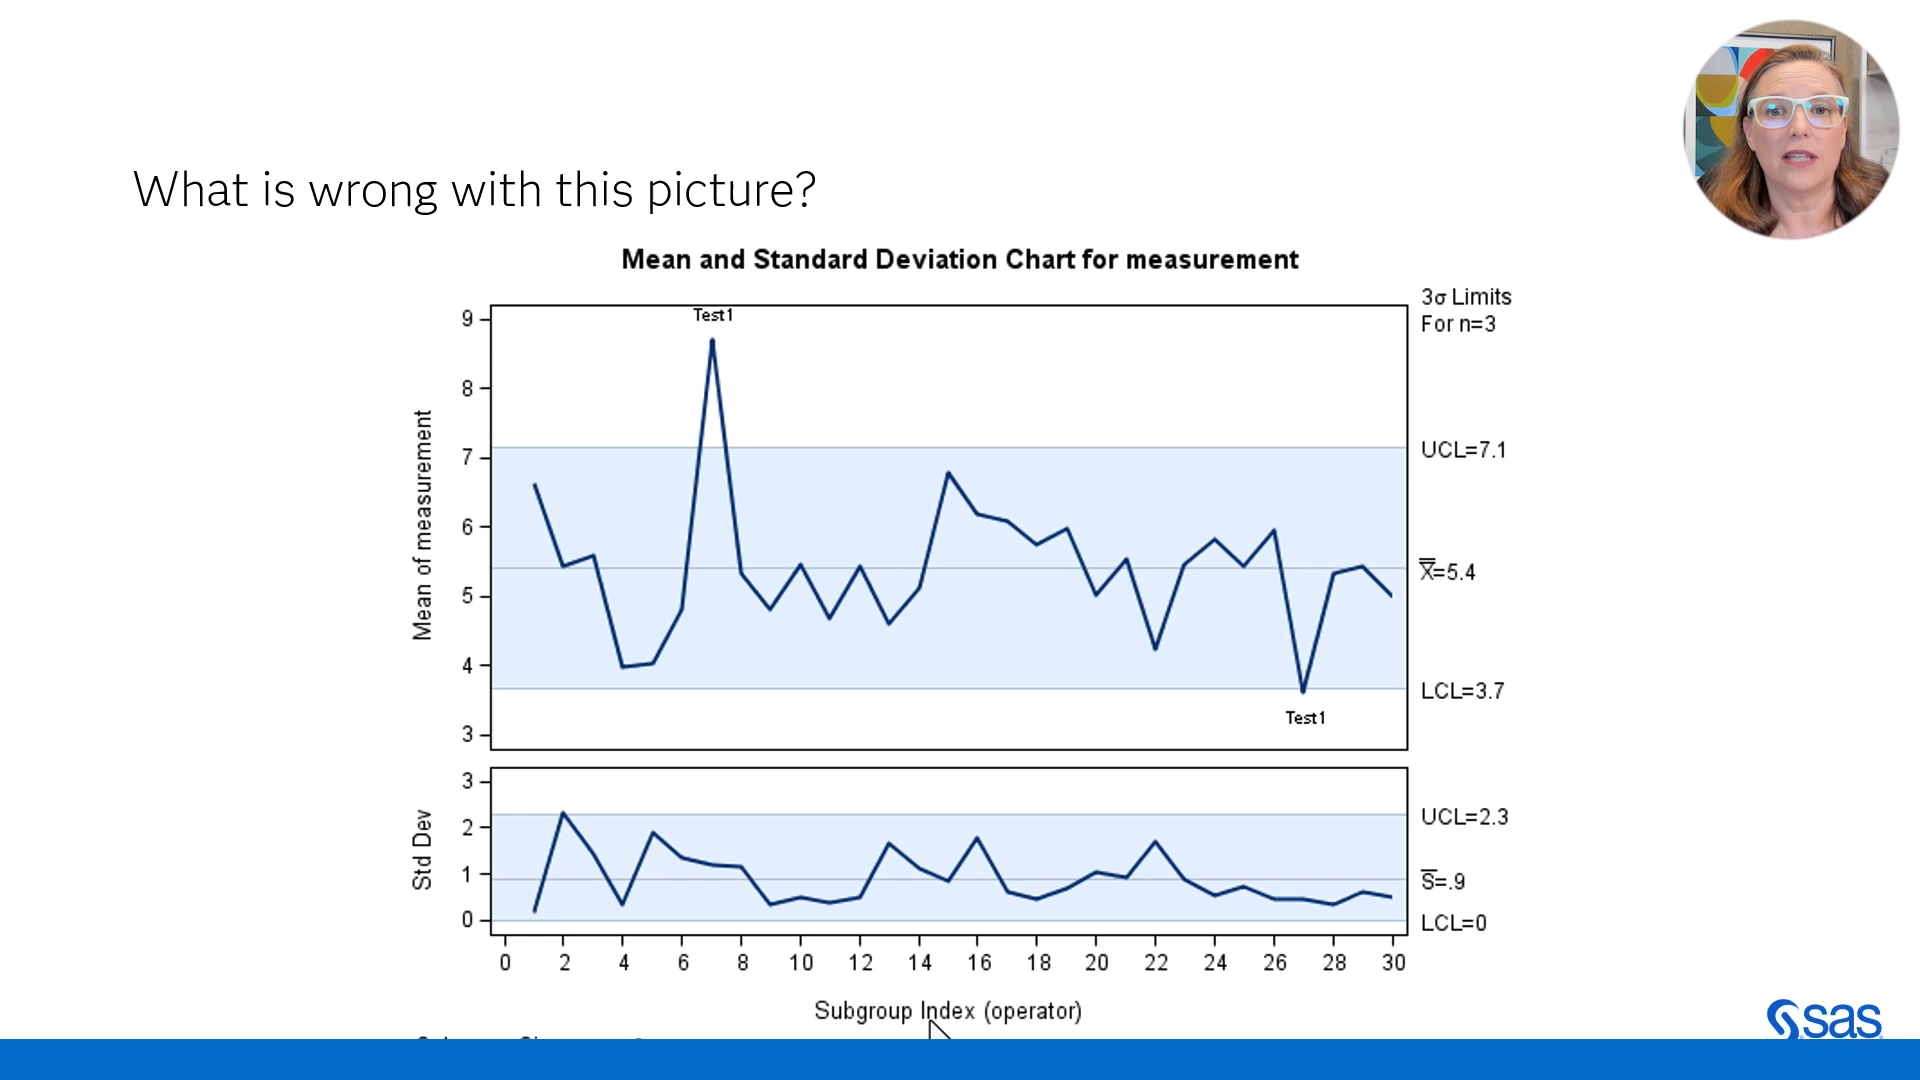 What is wrong with this picture?
Mean and Standard Deviation Chart for measurement
3σ Limits
For n=3
Test1
9
8
7
6
5
4
3
Mean of measurement
UCL=7.1
X̿=5.4
LCL=3.7
Test1
3
2
1
0
Std Dev
UCL=2.3
S̅=.9
LCL=0
0 2 4 6 8 10 12 14 16 18 20 22 24 26 28 30
Subgroup Index (operator)
sas